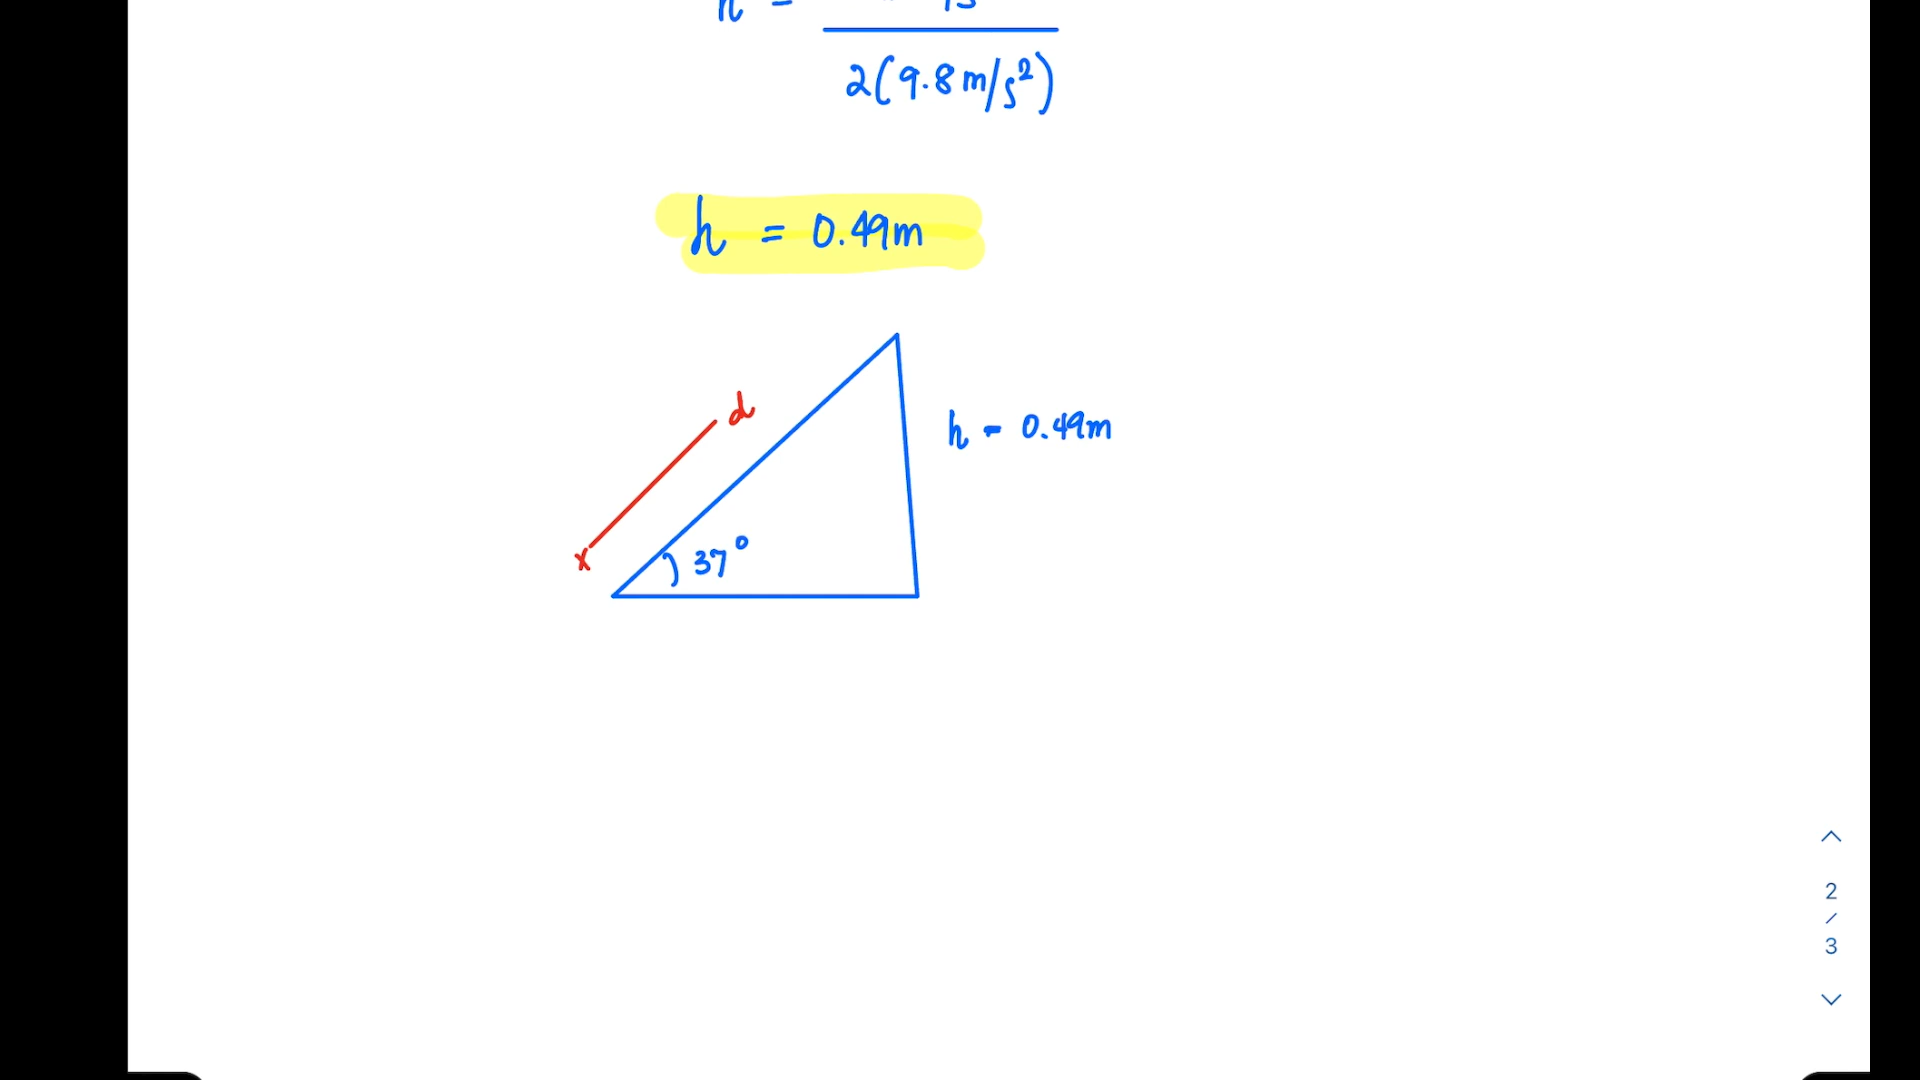 h =
2(9.8 m/s²)
h = 0.49m
d
h = 0.49m
x
37°
2
/
3